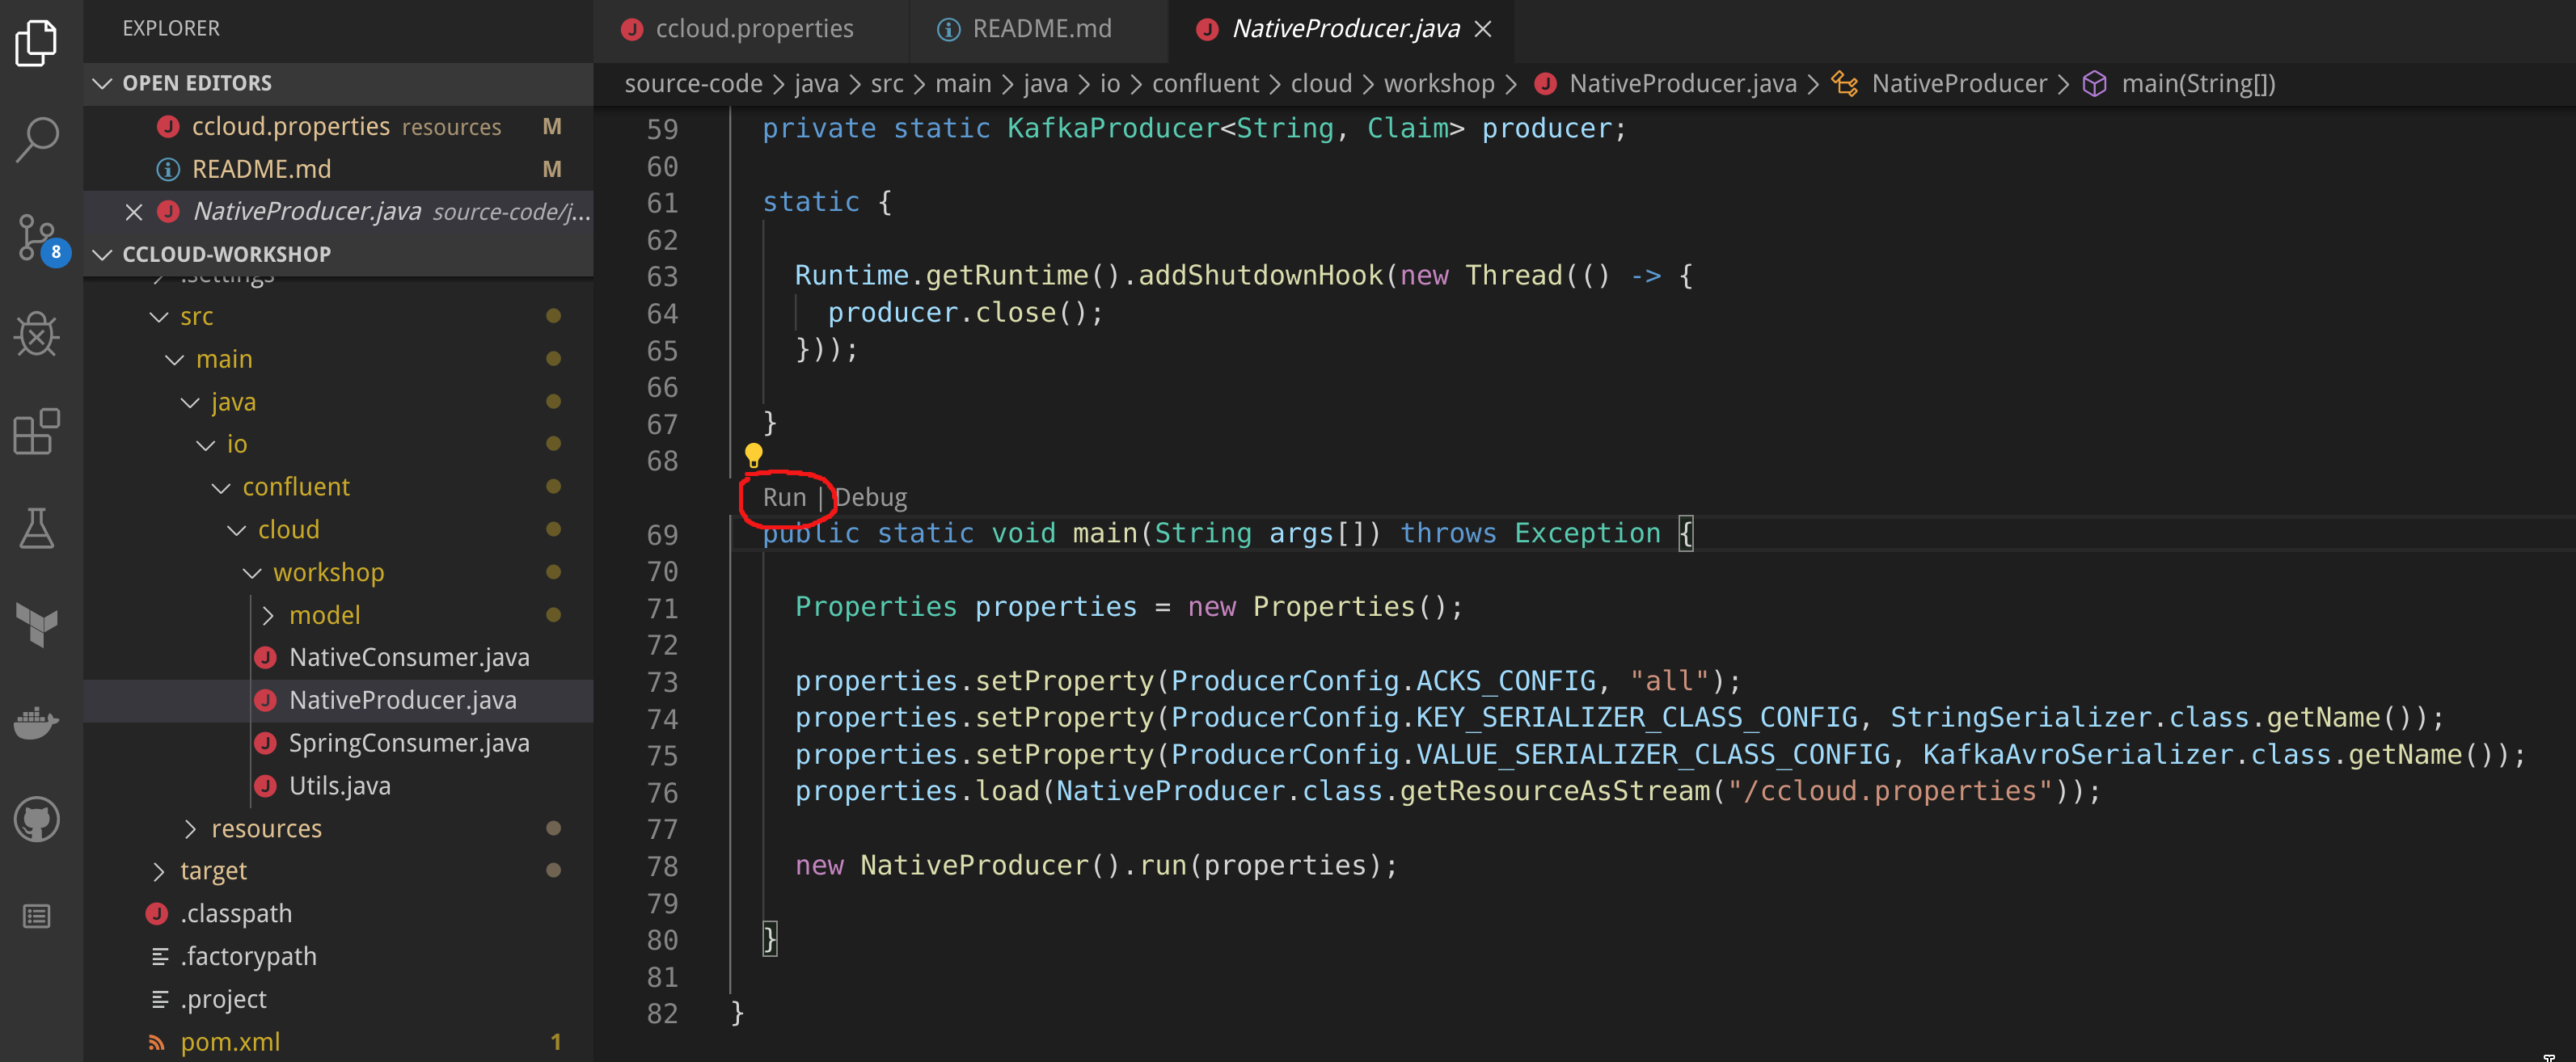 EXPLORER
OPEN EDITORS
ccloud.properties resources M
README.md M
NativeProducer.java source-code/j...
8
CCLOUD-WORKSHOP
.settings
src
main
java
io
confluent
cloud
workshop
model
NativeConsumer.java
NativeProducer.java
SpringConsumer.java
Utils.java
resources
target
.classpath
.factorypath
.project
pom.xml 1
ccloud.properties README.md NativeProducer.java
source-code > java > src > main > java > io > confluent > cloud > workshop > NativeProducer.java > NativeProducer > main(String[])
59 private static KafkaProducer<String, Claim> producer;
60
61 static {
62
63 Runtime.getRuntime().addShutdownHook(new Thread(() -> {
64 producer.close();
65 }));
66
67 }
68
Run | Debug
69 public static void main(String args[]) throws Exception {
70
71 Properties properties = new Properties();
72
73 properties.setProperty(ProducerConfig.ACKS_CONFIG, "all");
74 properties.setProperty(ProducerConfig.KEY_SERIALIZER_CLASS_CONFIG, StringSerializer.class.getName());
75 properties.setProperty(ProducerConfig.VALUE_SERIALIZER_CLASS_CONFIG, KafkaAvroSerializer.class.getName());
76 properties.load(NativeProducer.class.getResourceAsStream("/ccloud.properties"));
77
78 new NativeProducer().run(properties);
79
80 }
81
82 }